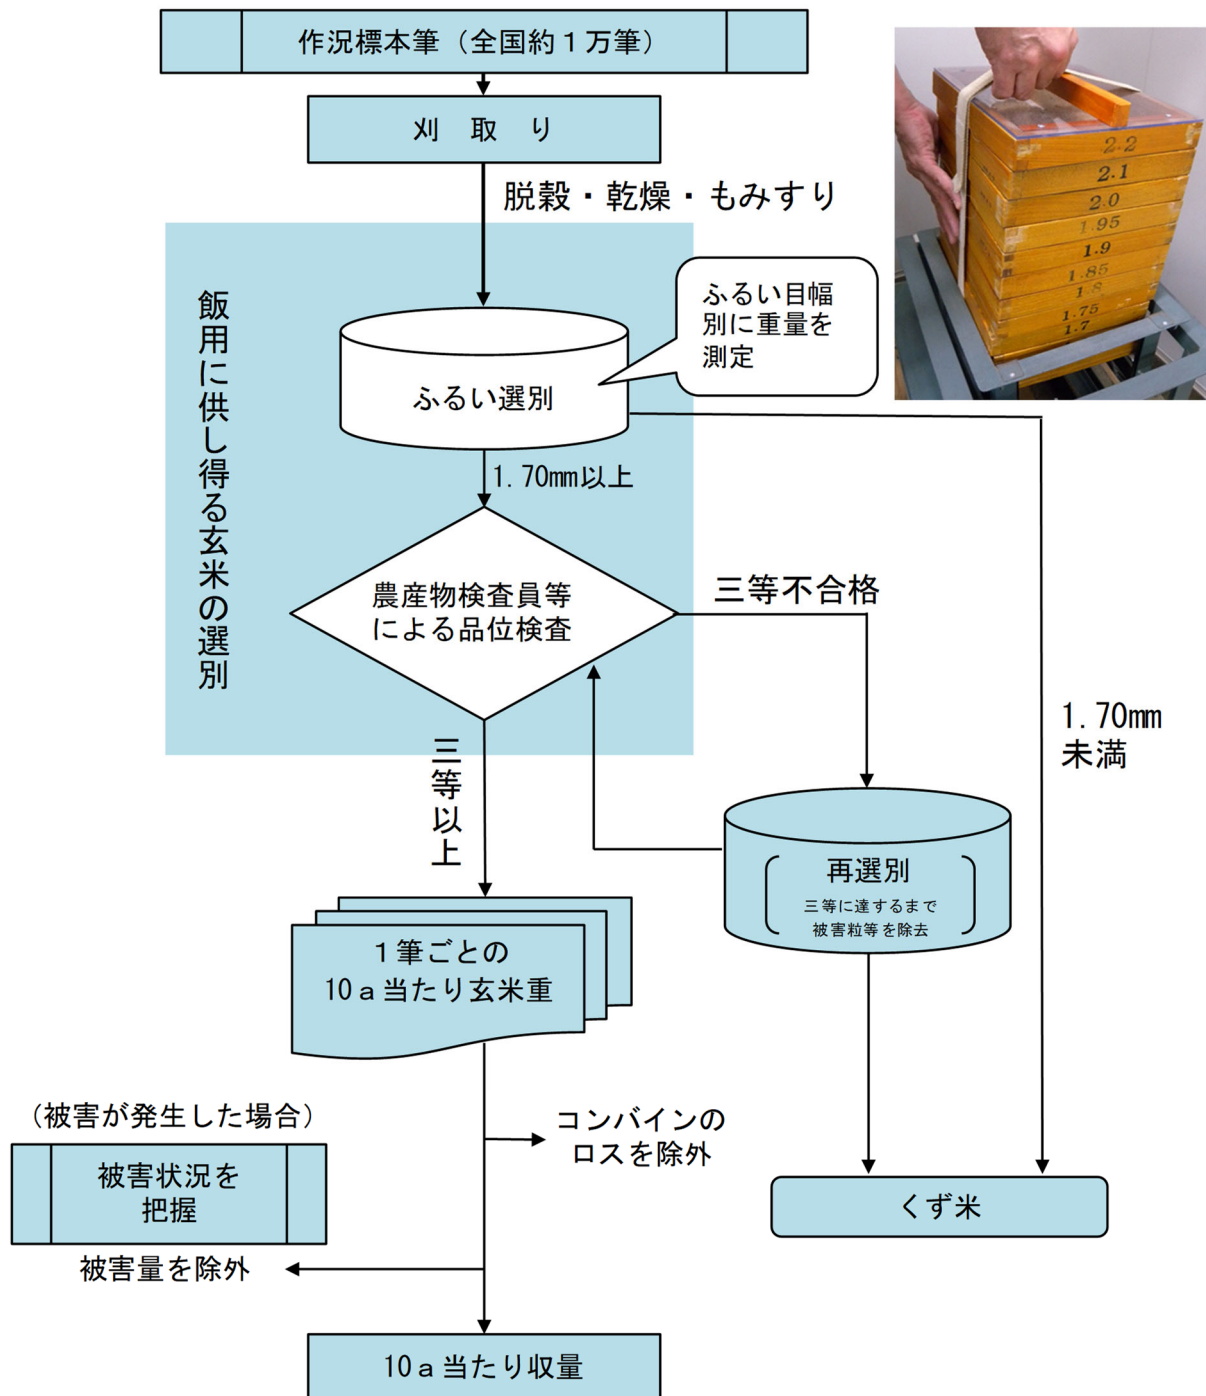 作況標本筆（全国約１万筆）
刈　取　り
脱穀・乾燥・もみすり
飯用に供し得る玄米の選別
ふるい目幅
別に重量を
測定
ふるい選別
1.70㎜以上
農産物検査員等
による品位検査
三等不合格
1.70㎜
未満
三等以上
再選別
三等に達するまで
被害粒等を除去
１筆ごとの
10ａ当たり玄米重
（被害が発生した場合）
被害状況を
把握
被害量を除外
コンバインの
ロスを除外
くず米
10ａ当たり収量
2.2
2.1
2.0
1.95
1.9
1.85
1.8
1.75
1.7